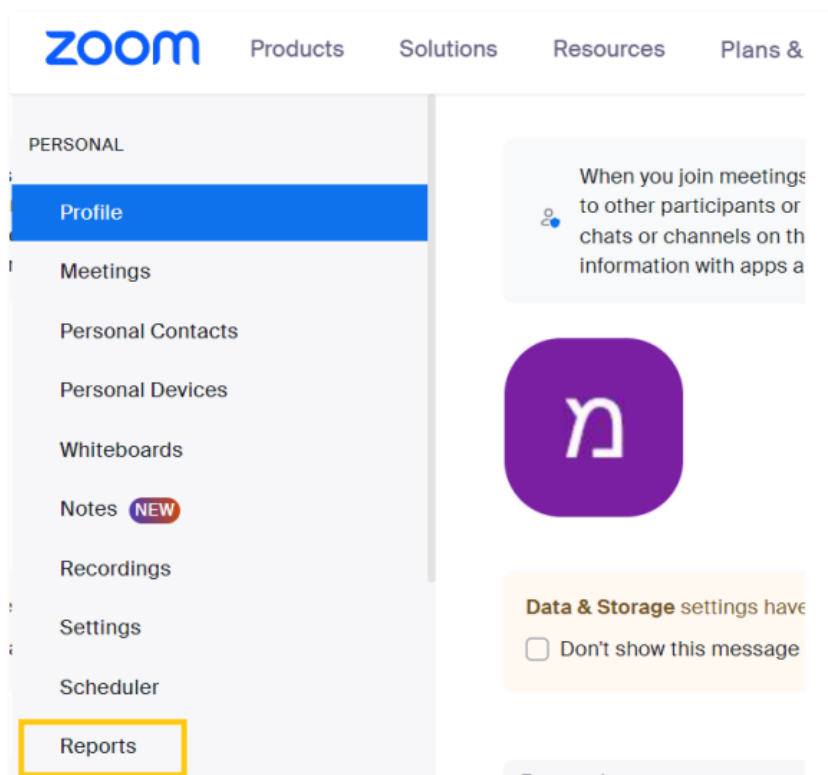 zoom Products Solutions Resources Plans &
PERSONAL
Profile
Meetings
Personal Contacts
Personal Devices
Whiteboards
Notes NEW
Recordings
Settings
Scheduler
Reports
When you join meetings
to other participants or
chats or channels on th
information with apps a
מ
Data & Storage settings have
Don't show this message